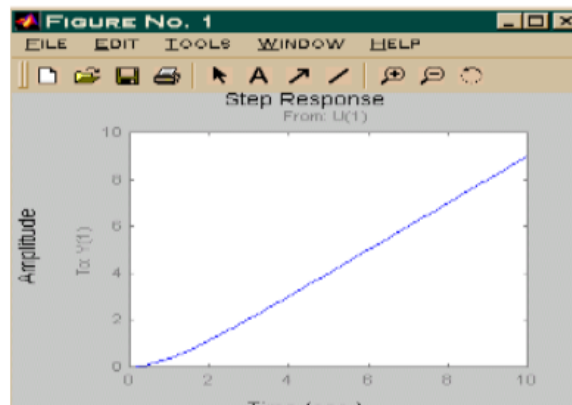 FIGURE NO. 1
FILE EDIT TOOLS WINDOW HELP
A
Step Response
From: U(1)
Amplitude
To: Y(1)
10
8
6
4
2
0
0 2 4 6 8 10